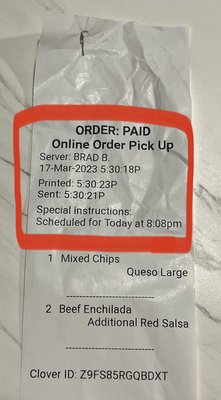 ORDER: PAID
Online Order Pick Up
Server: BRAD B.
17-Mar-2023 5:30:18P
Printed: 5:30:23P
Sent: 5:30:21P
Special Instructions:
Scheduled for Today at 8:08pm
1 Mixed Chips
Queso Large
--------------------------
2 Beef Enchilada
Additional Red Salsa
--------------------------
Clover ID: Z9FS85RGQBDXT